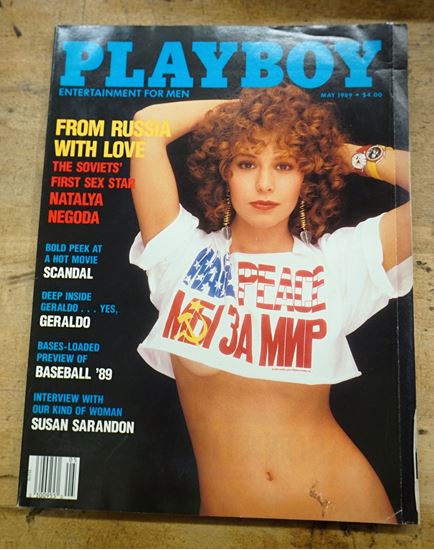 PLAYBOY
ENTERTAINMENT FOR MEN
MAY 1989 • $4.00
FROM RUSSIA
WITH LOVE
THE SOVIETS'
FIRST SEX STAR
NATALYA
NEGODA
BOLD PEEK AT
A HOT MOVIE
SCANDAL
DEEP INSIDE
GERALDO . . . YES,
GERALDO
BASES-LOADED
PREVIEW OF
BASEBALL '89
INTERVIEW WITH
OUR KIND OF WOMAN
SUSAN SARANDON
PEACE
МЫ ЗА МИР